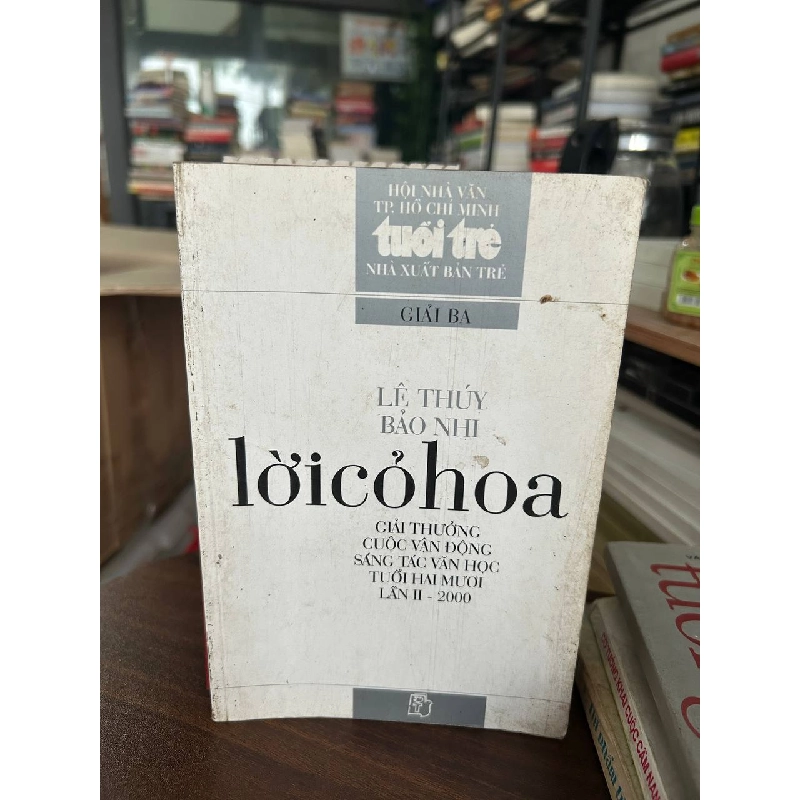 HỘI NHÀ VĂN
TP. HỒ CHÍ MINH
tuổi trẻ
NHÀ XUẤT BẢN TRẺ
GIẢI BA
LÊ THÚY
BẢO NHI
lờicỏhoa
GIẢI THƯỞNG
CUỘC VẬN ĐỘNG
SÁNG TÁC VĂN HỌC
TUỔI HAI MƯƠI
LẦN II - 2000